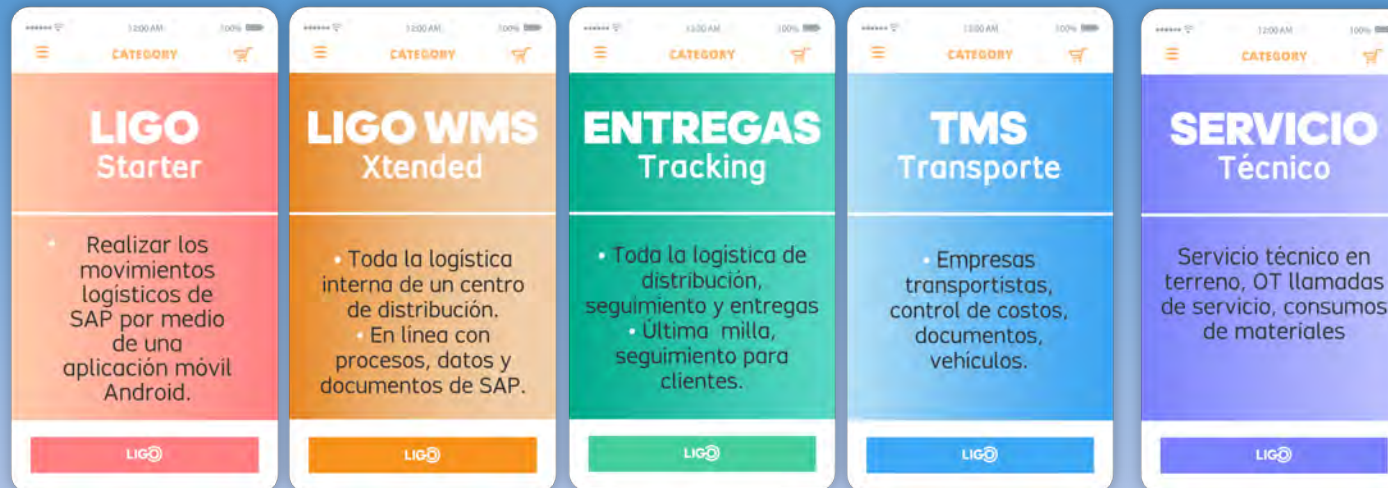 12:00 AM 100%
CATEGORY
LIGO
Starter
• Realizar los
movimientos
logísticos de
SAP por medio
de una
aplicación móvil
Android.
LIGO
12:00 AM 100%
CATEGORY
LIGO WMS
Xtended
• Toda la logística
interna de un centro
de distribución.
• En línea con
procesos, datos y
documentos de SAP.
LIGO
12:00 AM 100%
CATEGORY
ENTREGAS
Tracking
• Toda la logistica de
distribución,
seguimiento y entregas
• Última milla,
seguimiento para
clientes.
LIGO
12:00 AM 100%
CATEGORY
TMS
Transporte
• Empresas
transportistas,
control de costos,
documentos,
vehículos.
LIGO
12:00 AM 100%
CATEGORY
SERVICIO
Técnico
Servicio técnico en
terreno, OT llamadas
de servicio, consumos
de materiales
LIGO